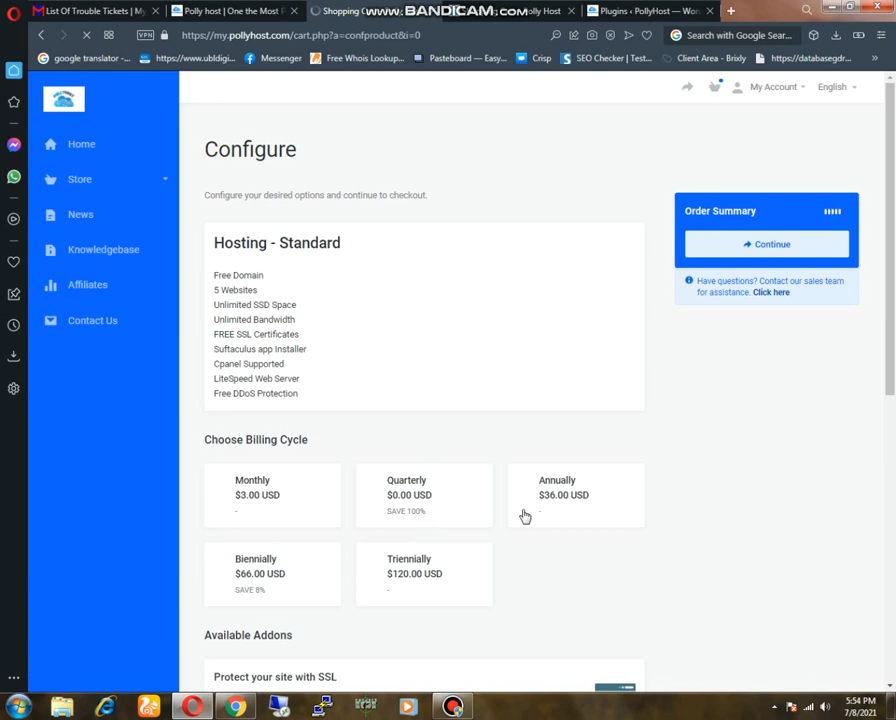 List Of Trouble Tickets | My
Polly host | One the Most F
Shopping C
www.BANDICAM.com
lly Host
Plugins ‹ PollyHost — Wor
https://my.pollyhost.com/cart.php?a=confproduct&i=0
VPN
Search with Google Sear...
google translator -...
https://www.ubldigi...
Messenger
Free Whois Lookup...
Pasteboard — Easy...
Crisp
SEO Checker | Test...
Client Area - Brixly
https://databasegdr...
My Account
English
Home
Store
News
Knowledgebase
Affiliates
Contact Us
Configure
Configure your desired options and continue to checkout.
Hosting - Standard
Free Domain
5 Websites
Unlimited SSD Space
Unlimited Bandwidth
FREE SSL Certificates
Suftaculus app Installer
Cpanel Supported
LiteSpeed Web Server
Free DDoS Protection
Order Summary
Continue
Have questions? Contact our sales team
for assistance. Click here
Choose Billing Cycle
Monthly
$3.00 USD
-
Quarterly
$0.00 USD
SAVE 100%
Annually
$36.00 USD
-
Biennially
$66.00 USD
SAVE 8%
Triennially
$120.00 USD
-
Available Addons
Protect your site with SSL
5:54 PM
7/8/2021